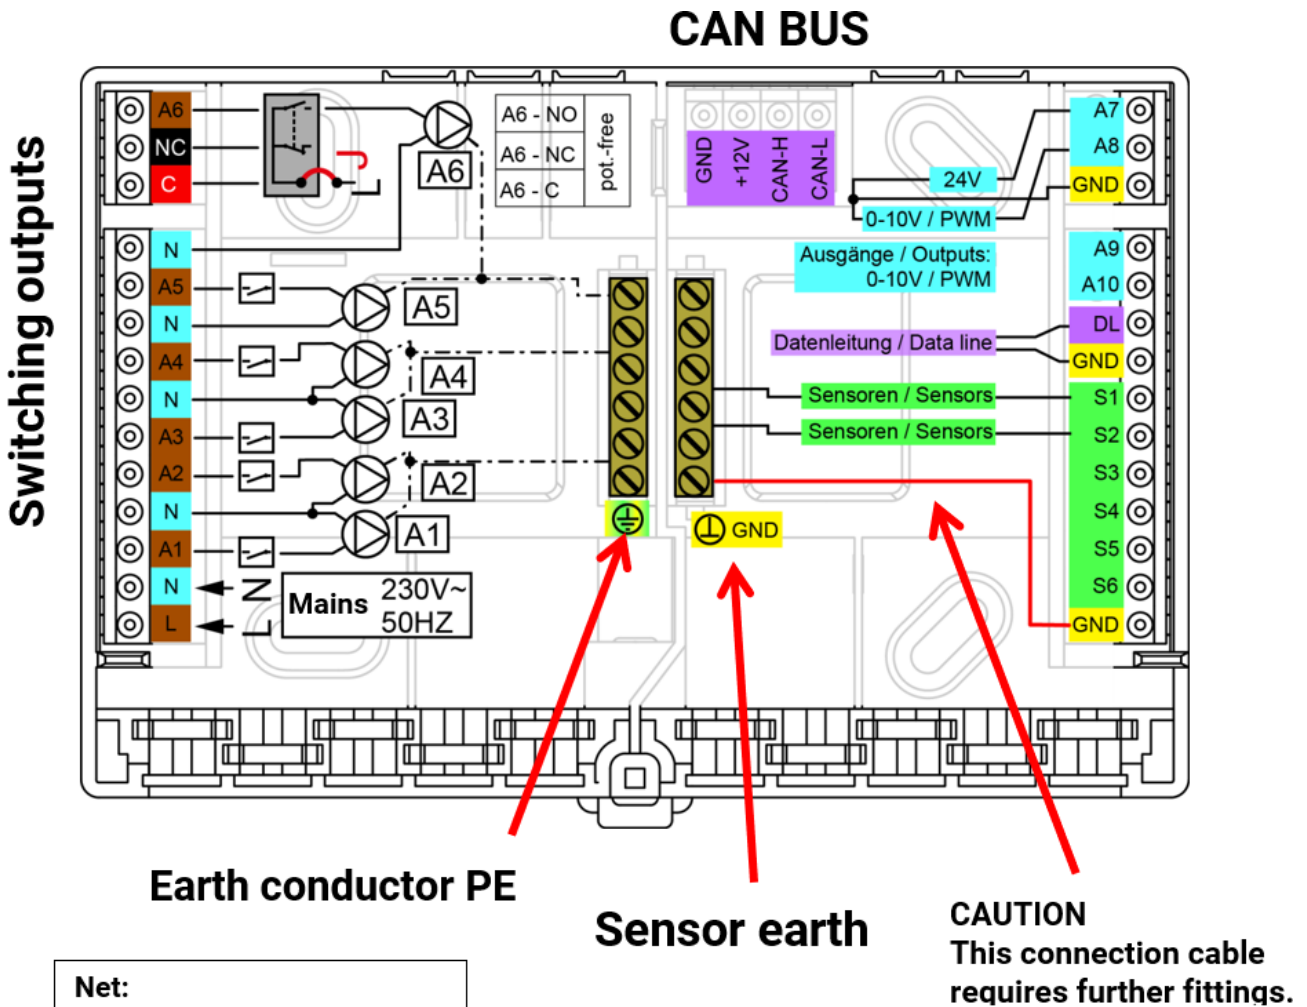 CAN BUS
Switching outputs
A6
NC
C
N
A5
N
A4
N
A3
A2
N
A1
N
L
A6
A5
A4
A3
A2
A1
A6 - NO
A6 - NC
A6 - C
pot.-free
GND
+12V
CAN-H
CAN-L
24V
0-10V / PWM
Ausgänge / Outputs:
0-10V / PWM
Datenleitung / Data line
Sensoren / Sensors
Sensoren / Sensors
A7
A8
GND
A9
A10
DL
GND
S1
S2
S3
S4
S5
S6
GND
N
L
Mains 230V~
50HZ
GND
Earth conductor PE
Sensor earth
CAUTION
This connection cable
requires further fittings.
Net: